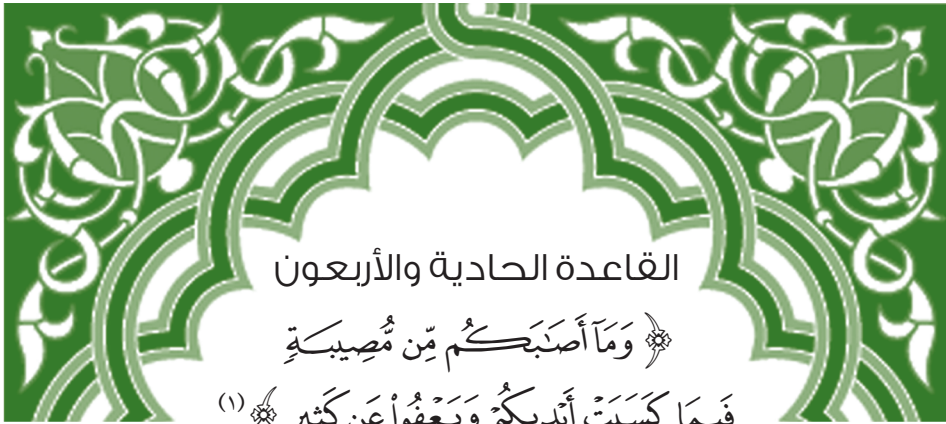 القاعدة الحادية والأربعون
﴿ وَمَآ أَصَٰبَكُم مِّن مُّصِيبَةٍ
فَبِمَا كَسَبَتْ أَيْدِيكُمْ وَيَعْفُوا۟ عَن كَثِيرٍ ﴾ (١)